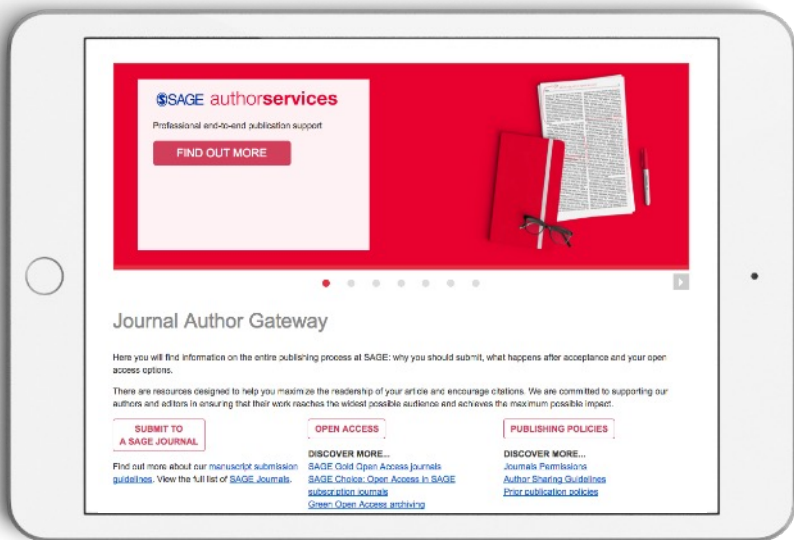 SAGE authorservices
Professional end-to-end publication support
FIND OUT MORE
Journal Author Gateway
Here you will find information on the entire publishing process at SAGE: why you should submit, what happens after acceptance and your open
access options.
There are resources designed to help you maximize the readership of your article and encourage citations. We are committed to supporting our
authors and editors in ensuring that their work reaches the widest possible audience and achieves the maximum possible impact.
SUBMIT TO
A SAGE JOURNAL
Find out more about our manuscript submission
guidelines. View the full list of SAGE Journals.
OPEN ACCESS
DISCOVER MORE...
SAGE Gold Open Access journals
SAGE Choice: Open Access in SAGE
subscription journals
Green Open Access archiving
PUBLISHING POLICIES
DISCOVER MORE...
Journals Permissions
Author Sharing Guidelines
Prior publication policies